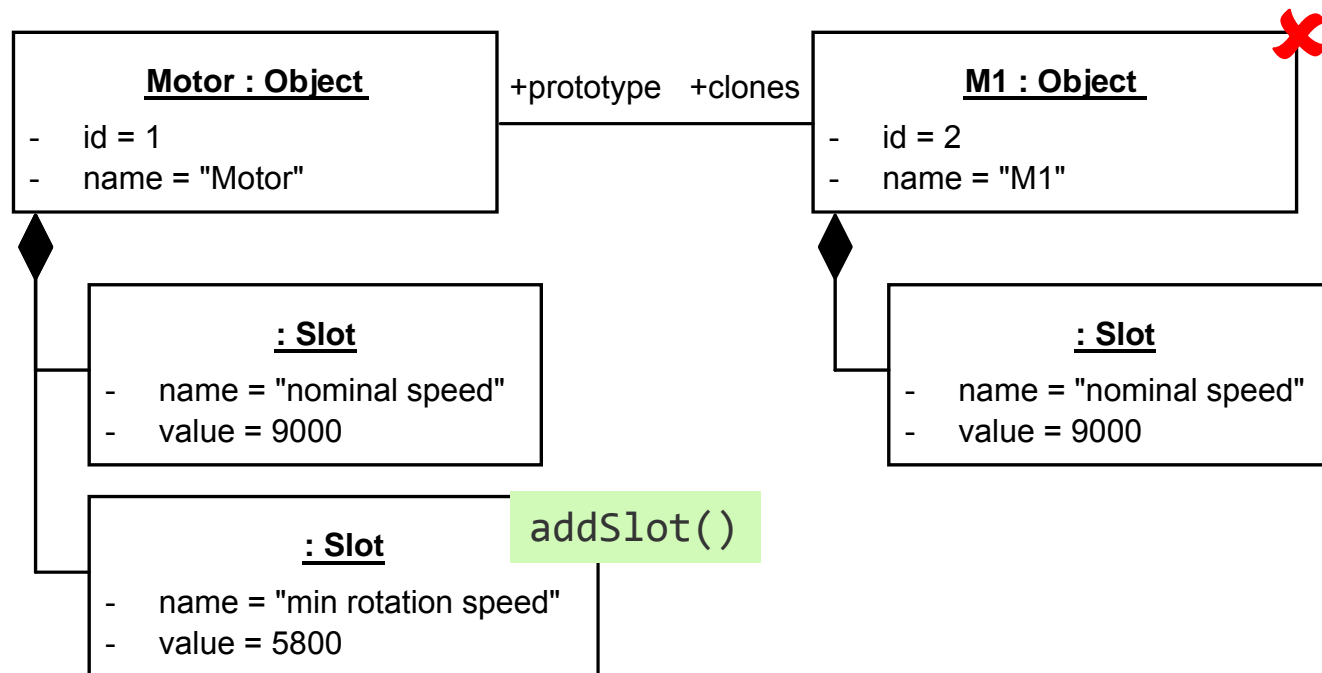 Motor : Object
- id = 1
- name = "Motor"
+prototype +clones
M1 : Object
- id = 2
- name = "M1"
: Slot
- name = "nominal speed"
- value = 9000
: Slot
- name = "nominal speed"
- value = 9000
: Slot
- name = "min rotation speed"
- value = 5800
addSlot()